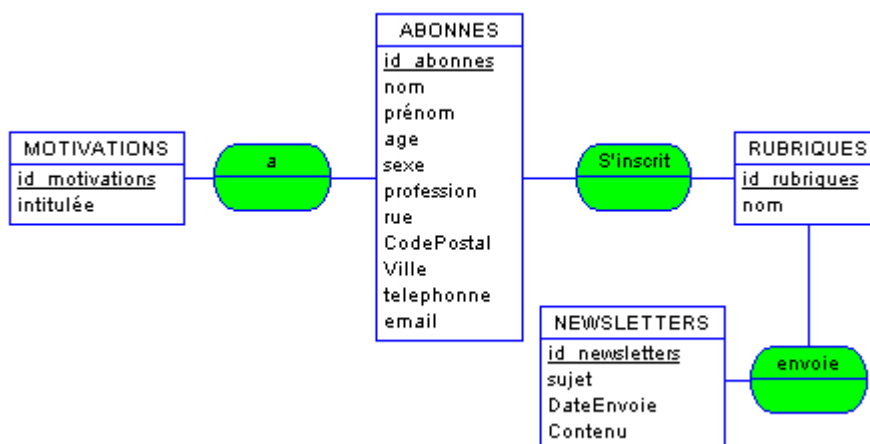 ABONNES
id_abonnes
nom
prénom
age
sexe
profession
rue
CodePostal
Ville
telephonne
email
MOTIVATIONS
id_motivations
intitulée
a
S'inscrit
RUBRIQUES
id_rubriques
nom
NEWSLETTERS
id_newsletters
sujet
DateEnvoie
Contenu
envoie